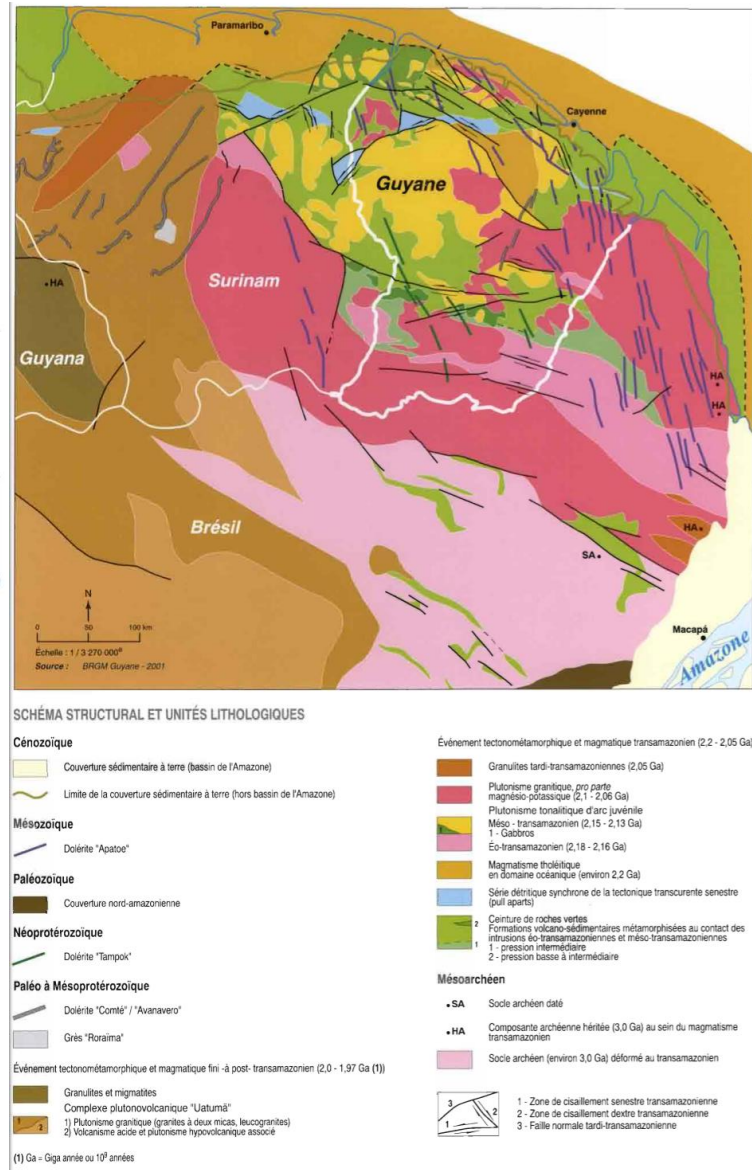 Paramaribo
Cayenne
Guyane
HA
Surinam
Guyana
HA
HA
Brésil
HA
SA
N
0 50 100 km
Macapá
Échelle : 1 / 3 270 000e
Source : BRGM Guyane - 2001
Amazone
SCHÉMA STRUCTURAL ET UNITÉS LITHOLOGIQUES
Cénozoïque
Couverture sédimentaire à terre (bassin de l'Amazone)
Limite de la couverture sédimentaire à terre (hors bassin de l'Amazone)
Mésozoïque
Dolérite "Apatoe"
Paléozoïque
Couverture nord-amazonienne
Néoprotérozoïque
Dolérite "Tampok"
Paléo à Mésoprotérozoïque
Dolérite "Comté" / "Avanavero"
Grès "Roraïma"
Événement tectonométamorphique et magmatique fini -à post- transamazonien (2,0 - 1,97 Ga (1))
Granulites et migmatites
Complexe plutonovolcanique "Uatumã"
1 2
1) Plutonisme granitique (granites à deux micas, leucogranites)
2) Volcanisme acide et plutonisme hypovolcanique associé
(1) Ga = Giga année ou 10⁹ années
Événement tectonométamorphique et magmatique transamazonien (2,2 - 2,05 Ga)
Granulites tardi-transamazoniennes (2,05 Ga)
Plutonisme granitique, pro parte
magnésio-potassique (2,1 - 2,06 Ga)
Plutonisme tonalitique d'arc juvénile
Méso - transamazonien (2,15 - 2,13 Ga)
1 - Gabbros
1
Éo-transamazonien (2,18 - 2,16 Ga)
Magmatisme tholéitique
en domaine océanique (environ 2,2 Ga)
Série détritique synchrone de la tectonique transcurente senestre
(pull aparts)
2 Ceinture de roches vertes
Formations volcano-sédimentaires métamorphisées au contact des
intrusions éo-transamazoniennes et méso-transamazoniennes
1 1 - pression intermédiaire
2 - pression basse à intermédiaire
Mésoarchéen
SA Socle archéen daté
HA Composante archéenne héritée (3,0 Ga) au sein du magmatisme
transamazonien
Socle archéen (environ 3,0 Ga) déformé au transamazonien
3 2 1
1 - Zone de cisaillement senestre transamazonienne
2 - Zone de cisaillement dextre transamazonienne
3 - Faille normale tardi-transamazonienne